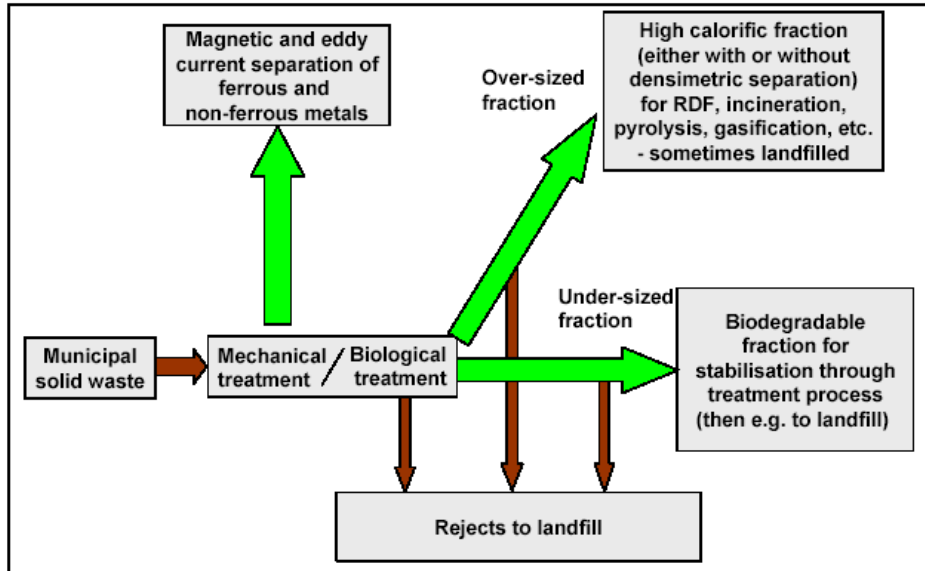 Magnetic and eddy
current separation of
ferrous and
non-ferrous metals
Over-sized
fraction
High calorific fraction
(either with or without
densimetric separation)
for RDF, incineration,
pyrolysis, gasification, etc.
- sometimes landfilled
Municipal
solid waste
Mechanical
treatment
/
Biological
treatment
Under-sized
fraction
Biodegradable
fraction for
stabilisation through
treatment process
(then e.g. to landfill)
Rejects to landfill